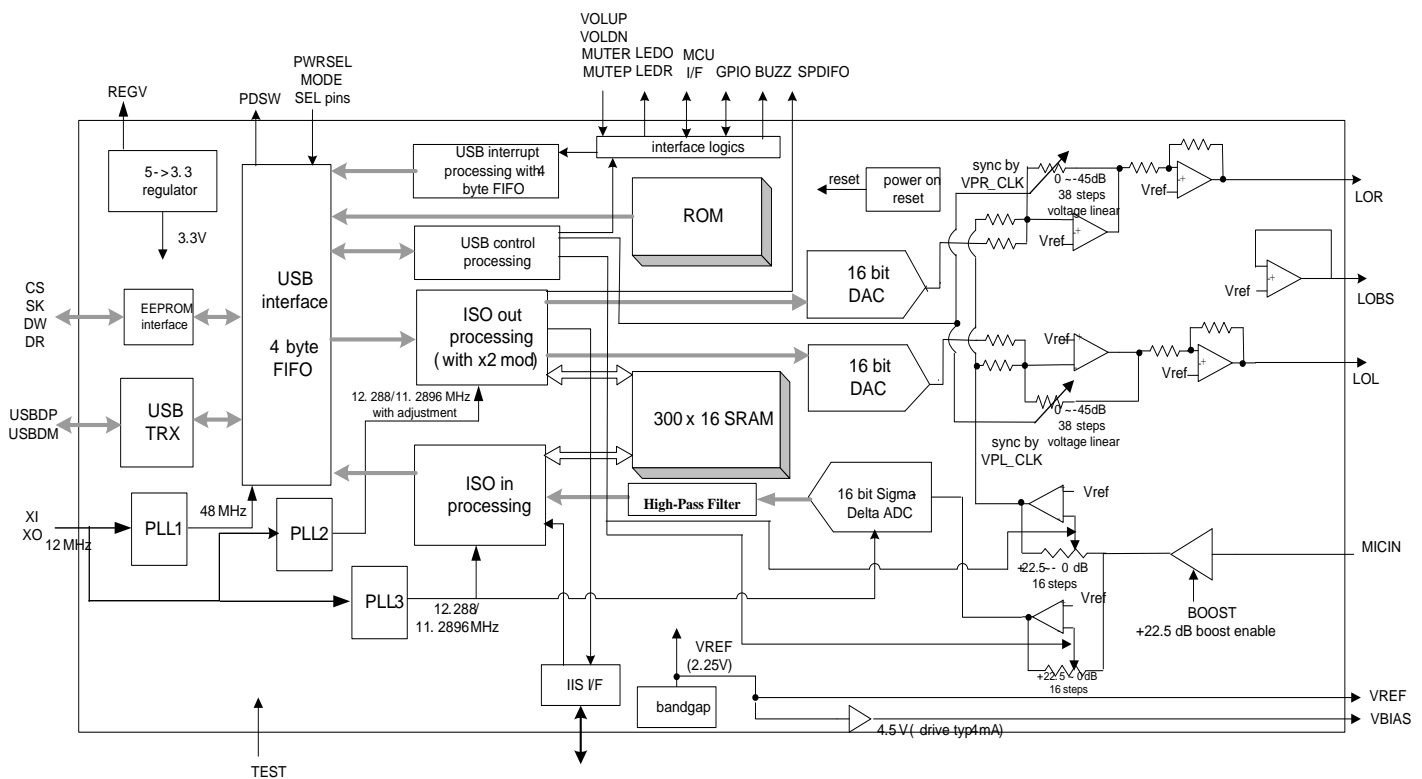 VOLUP
VOLDN
MUTER
MUTEP
LEDO
LEDR
MCU
I/F
GPIO
BUZZ
SPDIFO
PWRSEL
MODE
SEL pins
REGV
PDSW
5->3.3
regulator
3.3V
USB interrupt
processing with 4
byte FIFO
interface logics
reset
power on
reset
sync by
VPR_CLK
0 ~-45dB
38 steps
voltage linear
Vref
Vref
LOR
ROM
USB control
processing
USB
interface
4 byte
FIFO
CS
SK
DW
DR
EEPROM
interface
ISO out
processing
(with x2 mod)
16 bit
DAC
Vref
LOBS
16 bit
DAC
Vref
Vref
LOL
0 ~-45dB
38 steps
voltage linear
sync by
VPL_CLK
12.288/11.2896 MHz
with adjustment
300 x 16 SRAM
USBDP
USBDM
USB
TRX
ISO in
processing
High-Pass Filter
16 bit Sigma
Delta ADC
Vref
XI
XO
12 MHz
PLL1
48 MHz
PLL2
MICIN
+22.5~- 0 dB
16 steps
BOOST
+22.5 dB boost enable
PLL3
12.288/
11.2896MHz
Vref
+22.5 ~ 0dB
16 steps
VREF
(2.25V)
IIS I/F
bandgap
VREF
VBIAS
4.5V( drive typ4mA)
TEST